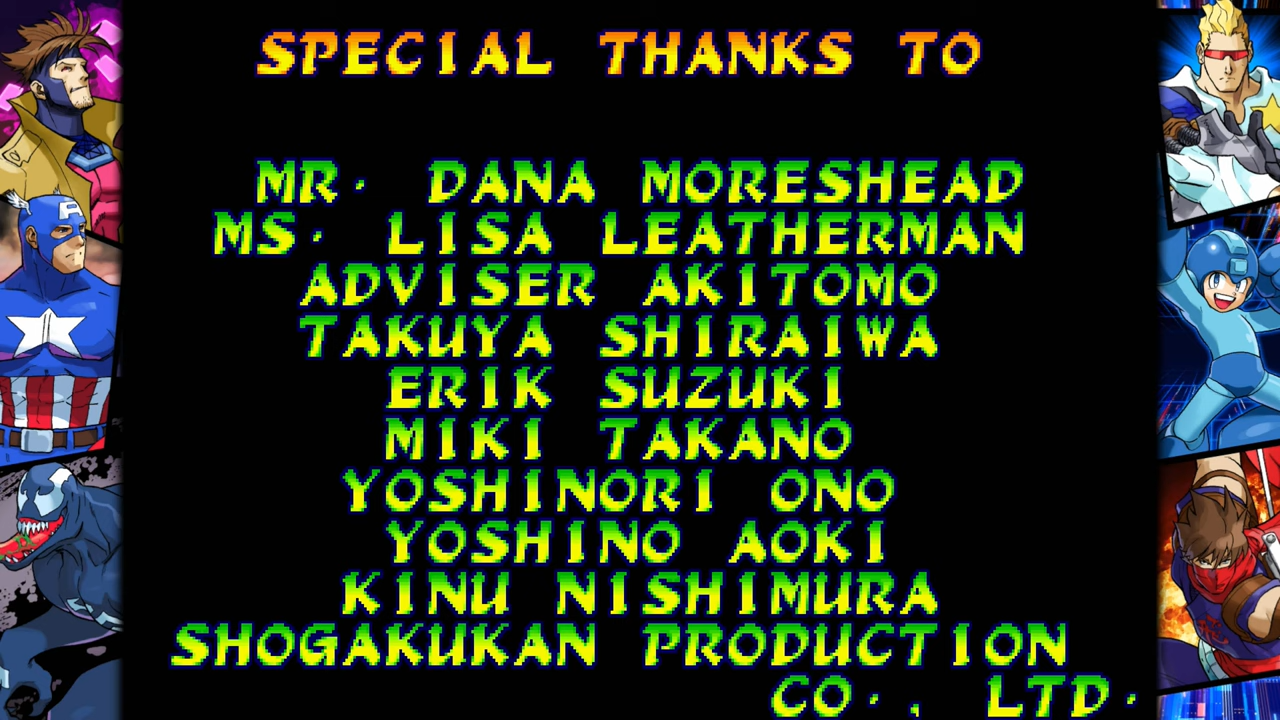 SPECIAL THANKS TO
MR. DANA MORESHEAD
MS. LISA LEATHERMAN
ADVISER AKITOMO
TAKUYA SHIRAIWA
ERIK SUZUKI
MIKI TAKANO
YOSHINORI ONO
YOSHINO AOKI
KINU NISHIMURA
SHOGAKUKAN PRODUCTION
CO., LTD.